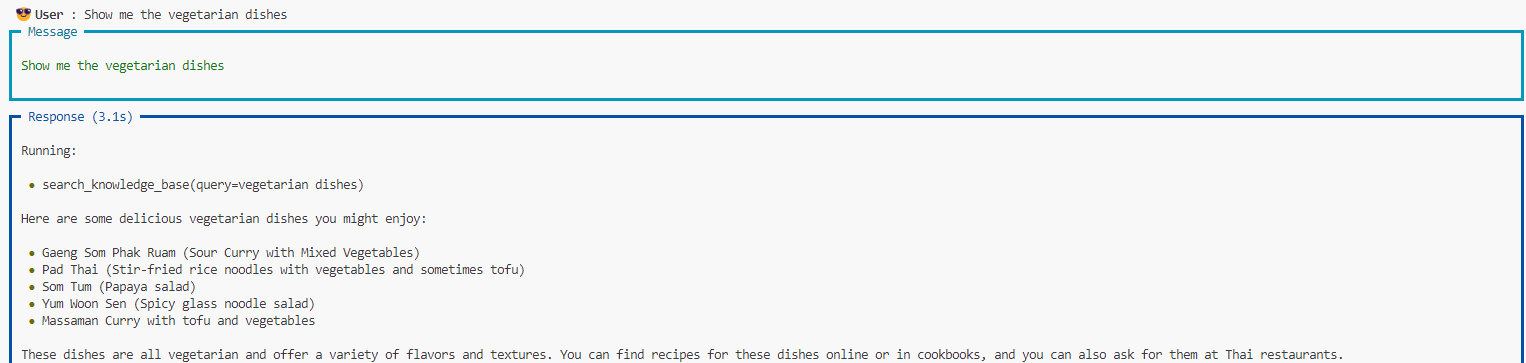 😎 User : Show me the vegetarian dishes
Message
Show me the vegetarian dishes
Response (3.1s)
Running:
• search_knowledge_base(query=vegetarian dishes)
Here are some delicious vegetarian dishes you might enjoy:
• Gaeng Som Phak Ruam (Sour Curry with Mixed Vegetables)
• Pad Thai (Stir-fried rice noodles with vegetables and sometimes tofu)
• Som Tum (Papaya salad)
• Yum Woon Sen (Spicy glass noodle salad)
• Massaman Curry with tofu and vegetables
These dishes are all vegetarian and offer a variety of flavors and textures. You can find recipes for these dishes online or in cookbooks, and you can also ask for them at Thai restaurants.